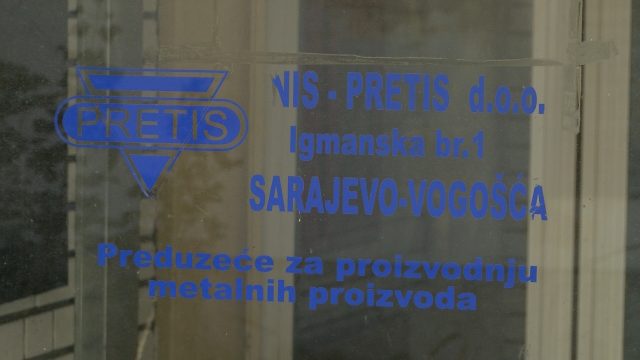 PRETIS
NIS - PRETIS d.o.o.
Igmanska br.1
SARAJEVO-VOGOŠĆA
Preduzeće za proizvodnju
metalnih proizvoda